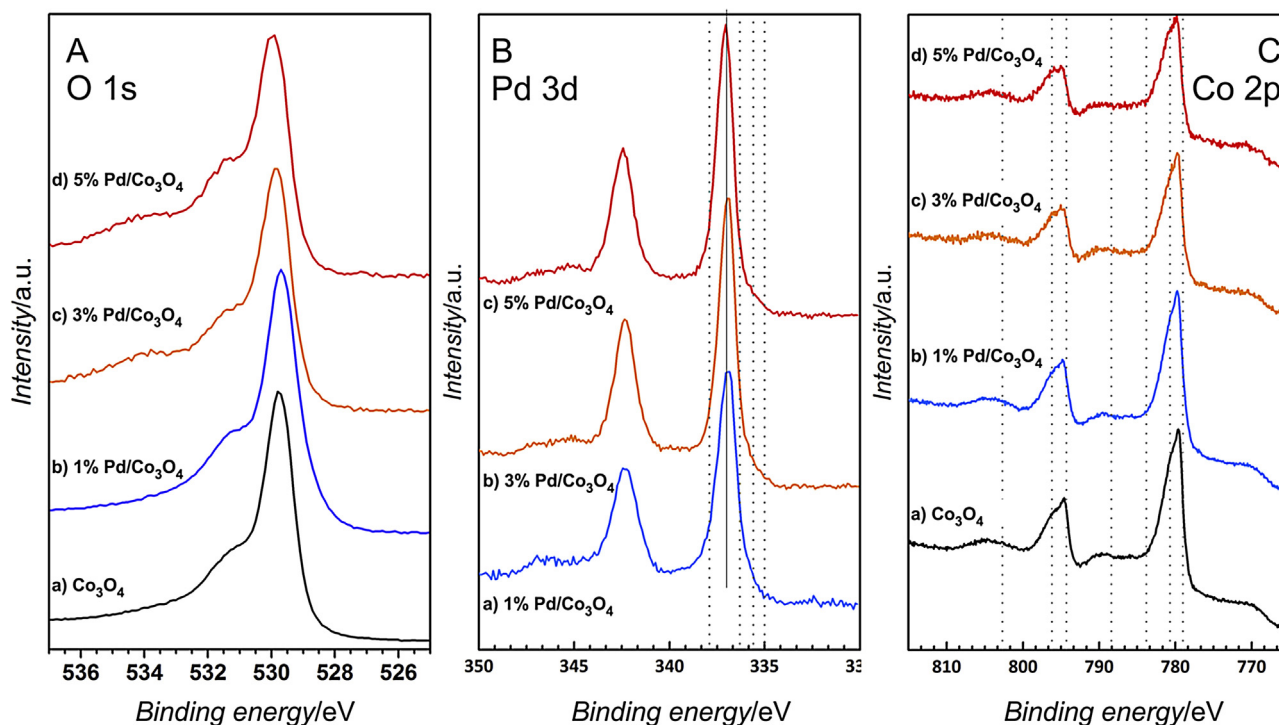 A
O 1s
d) 5% Pd/Co₃O₄
c) 3% Pd/Co₃O₄
b) 1% Pd/Co₃O₄
a) Co₃O₄
Intensity/a.u.
536 534 532 530 528 526
Binding energy/eV
B
Pd 3d
c) 5% Pd/Co₃O₄
b) 3% Pd/Co₃O₄
a) 1% Pd/Co₃O₄
Intensity/a.u.
350 345 340 335 33
Binding energy/eV
C
Co 2p
d) 5% Pd/Co₃O₄
c) 3% Pd/Co₃O₄
b) 1% Pd/Co₃O₄
a) Co₃O₄
Intensity/a.u.
810 800 790 780 770
Binding energy/eV